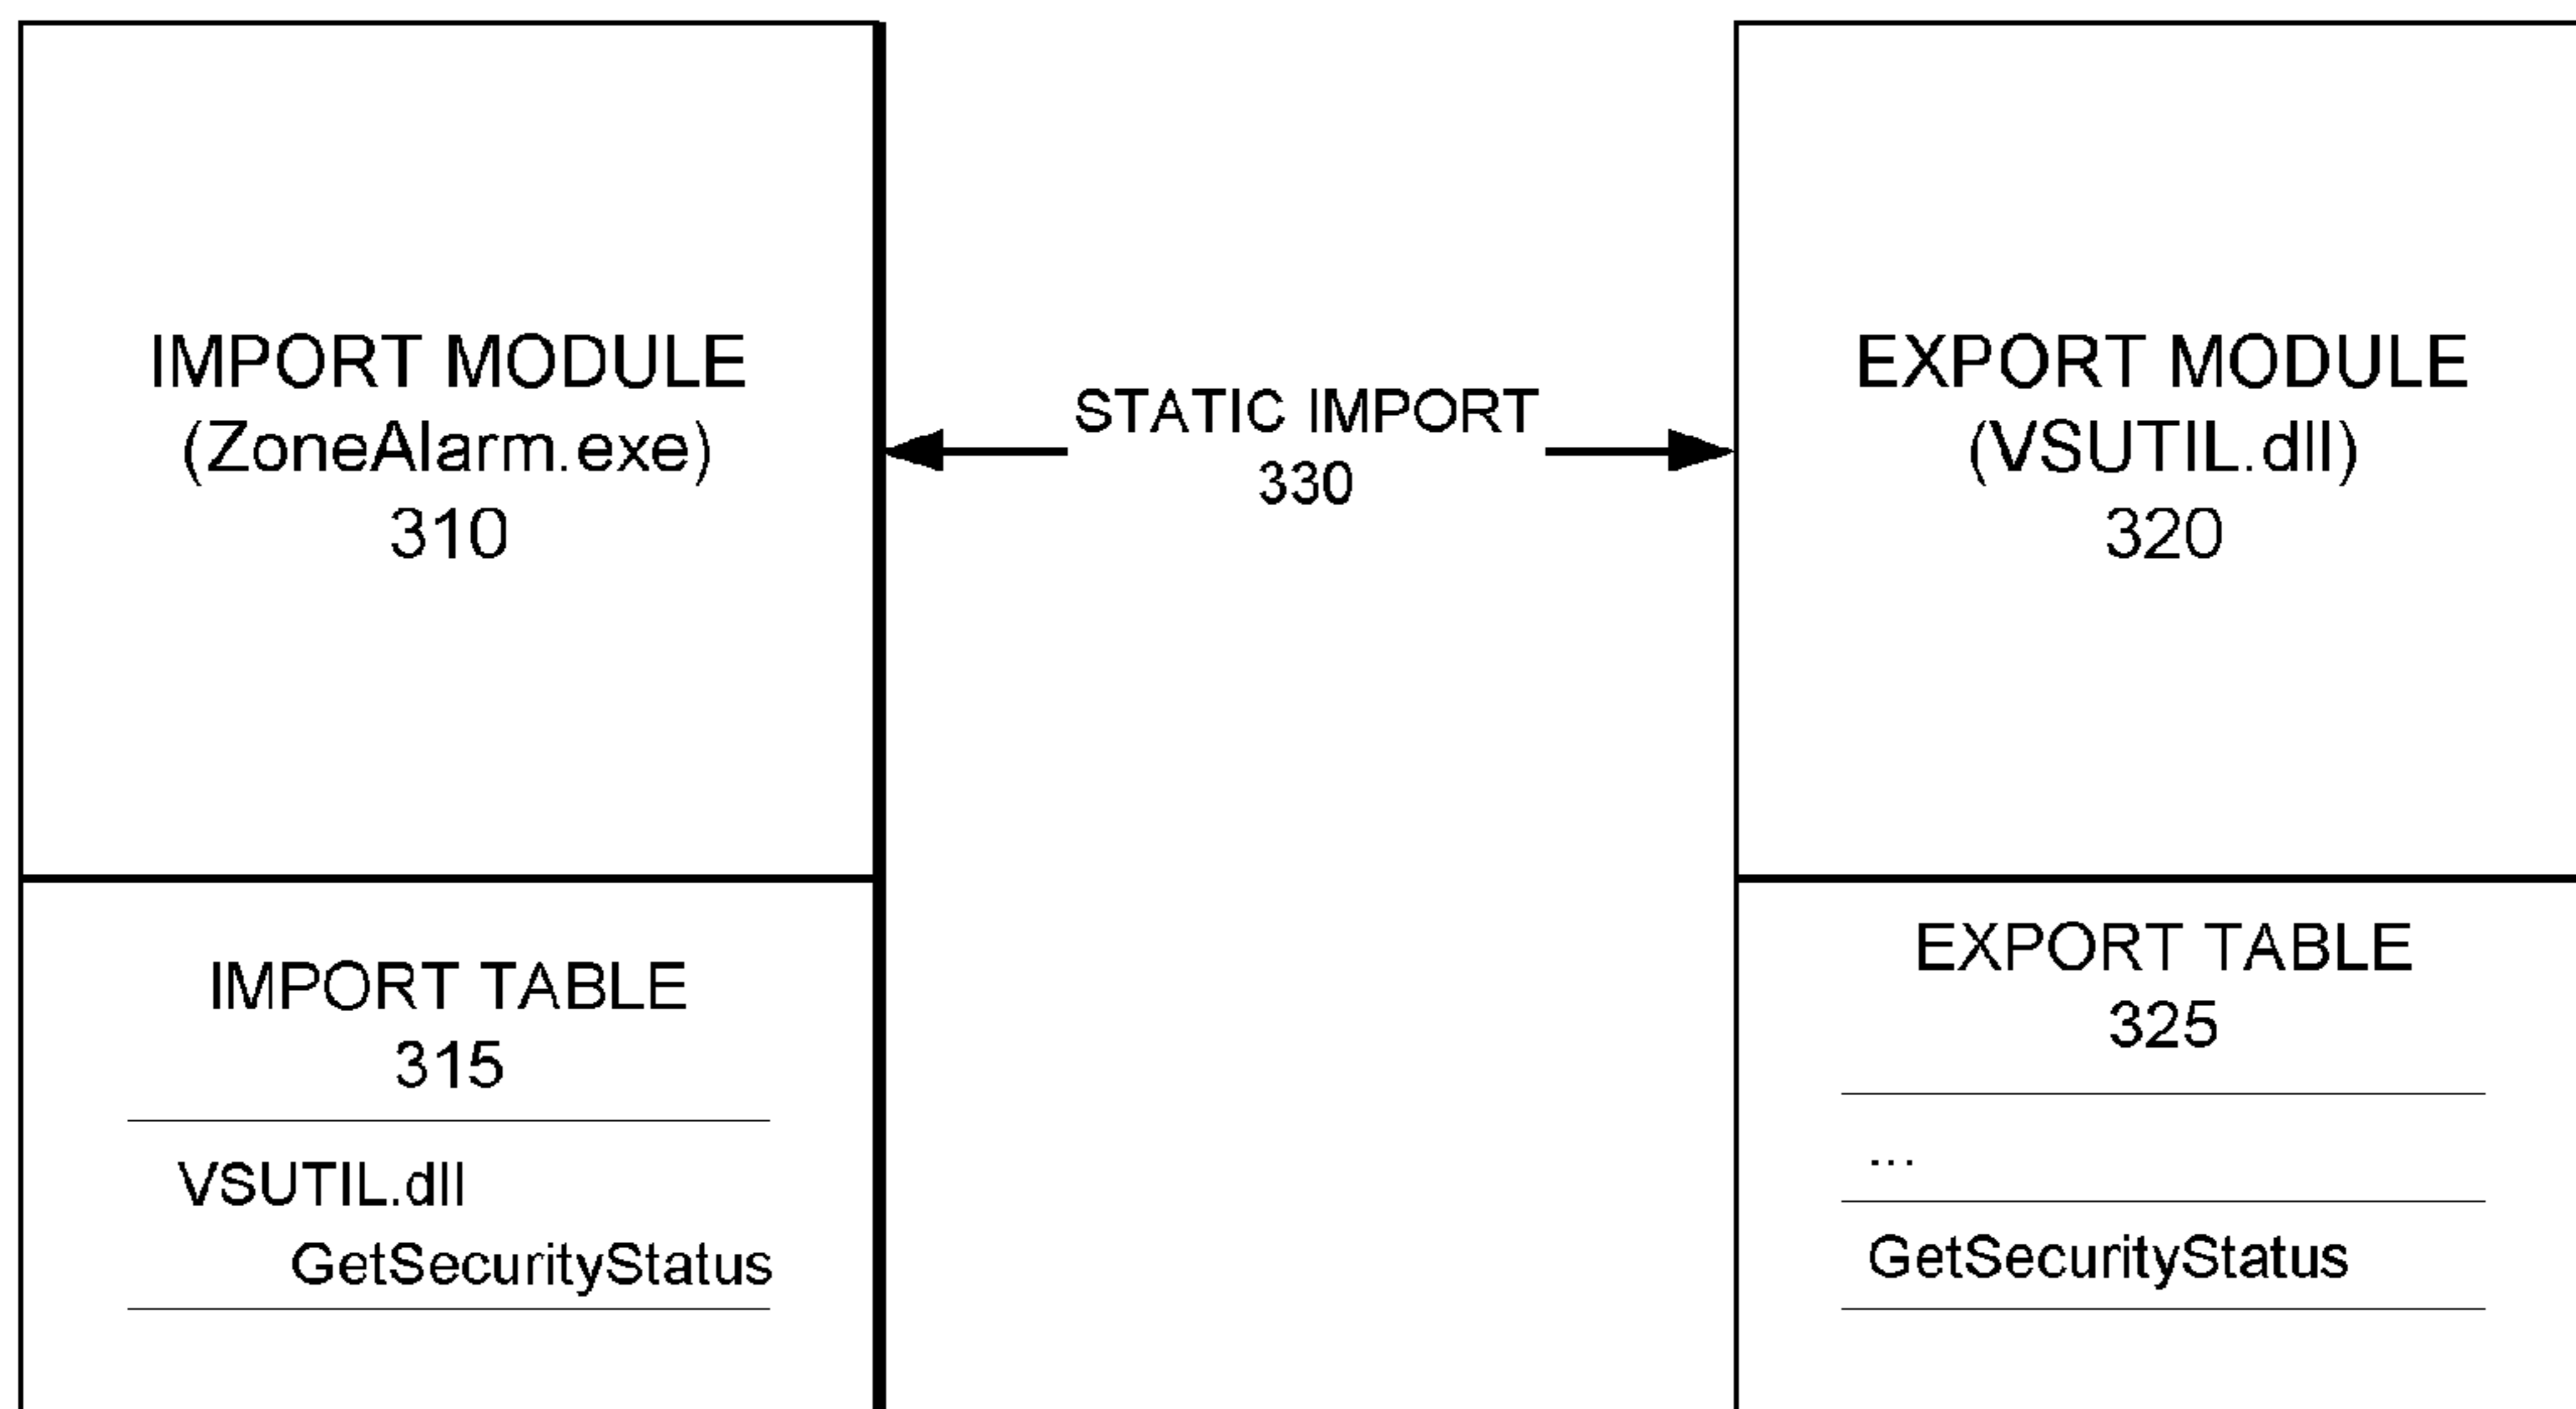 IMPORT MODULE
(ZoneAlarm.exe)
310
STATIC IMPORT
330
EXPORT MODULE
(VSUTIL.dll)
320
IMPORT TABLE
315
VSUTIL.dll
GetSecurityStatus
EXPORT TABLE
325
...
GetSecurityStatus